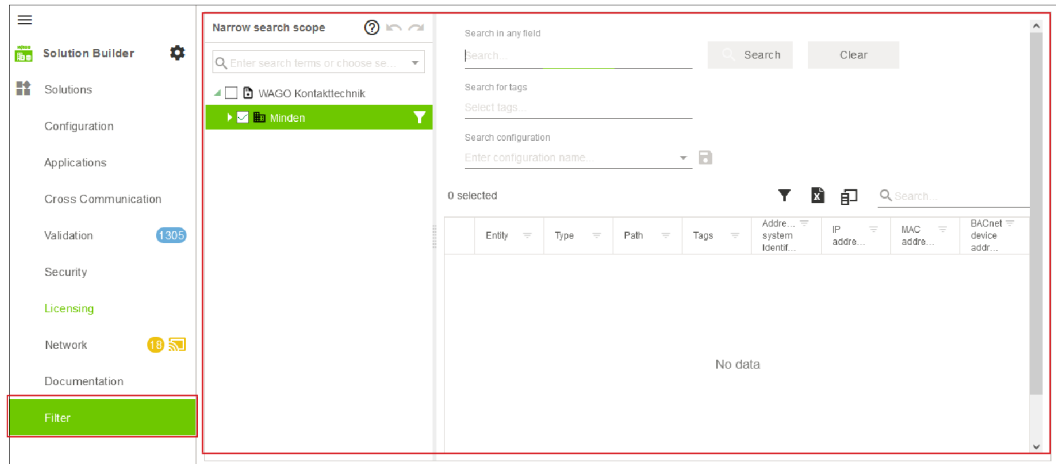 Solution Builder
Solutions
Configuration
Applications
Cross Communication
Validation 1305
Security
Licensing
Network 18
Documentation
Filter
Narrow search scope
Enter search terms or choose se...
WAGO Kontakttechnik
Minden
Search in any field
Search...
Search
Clear
Search for tags
Select tags...
Search configuration
Enter configuration name...
0 selected
Search...
Entity
Type
Path
Tags
Addre...
system
Identif...
IP
addre...
MAC
addre...
BACnet
device
addr...
No data